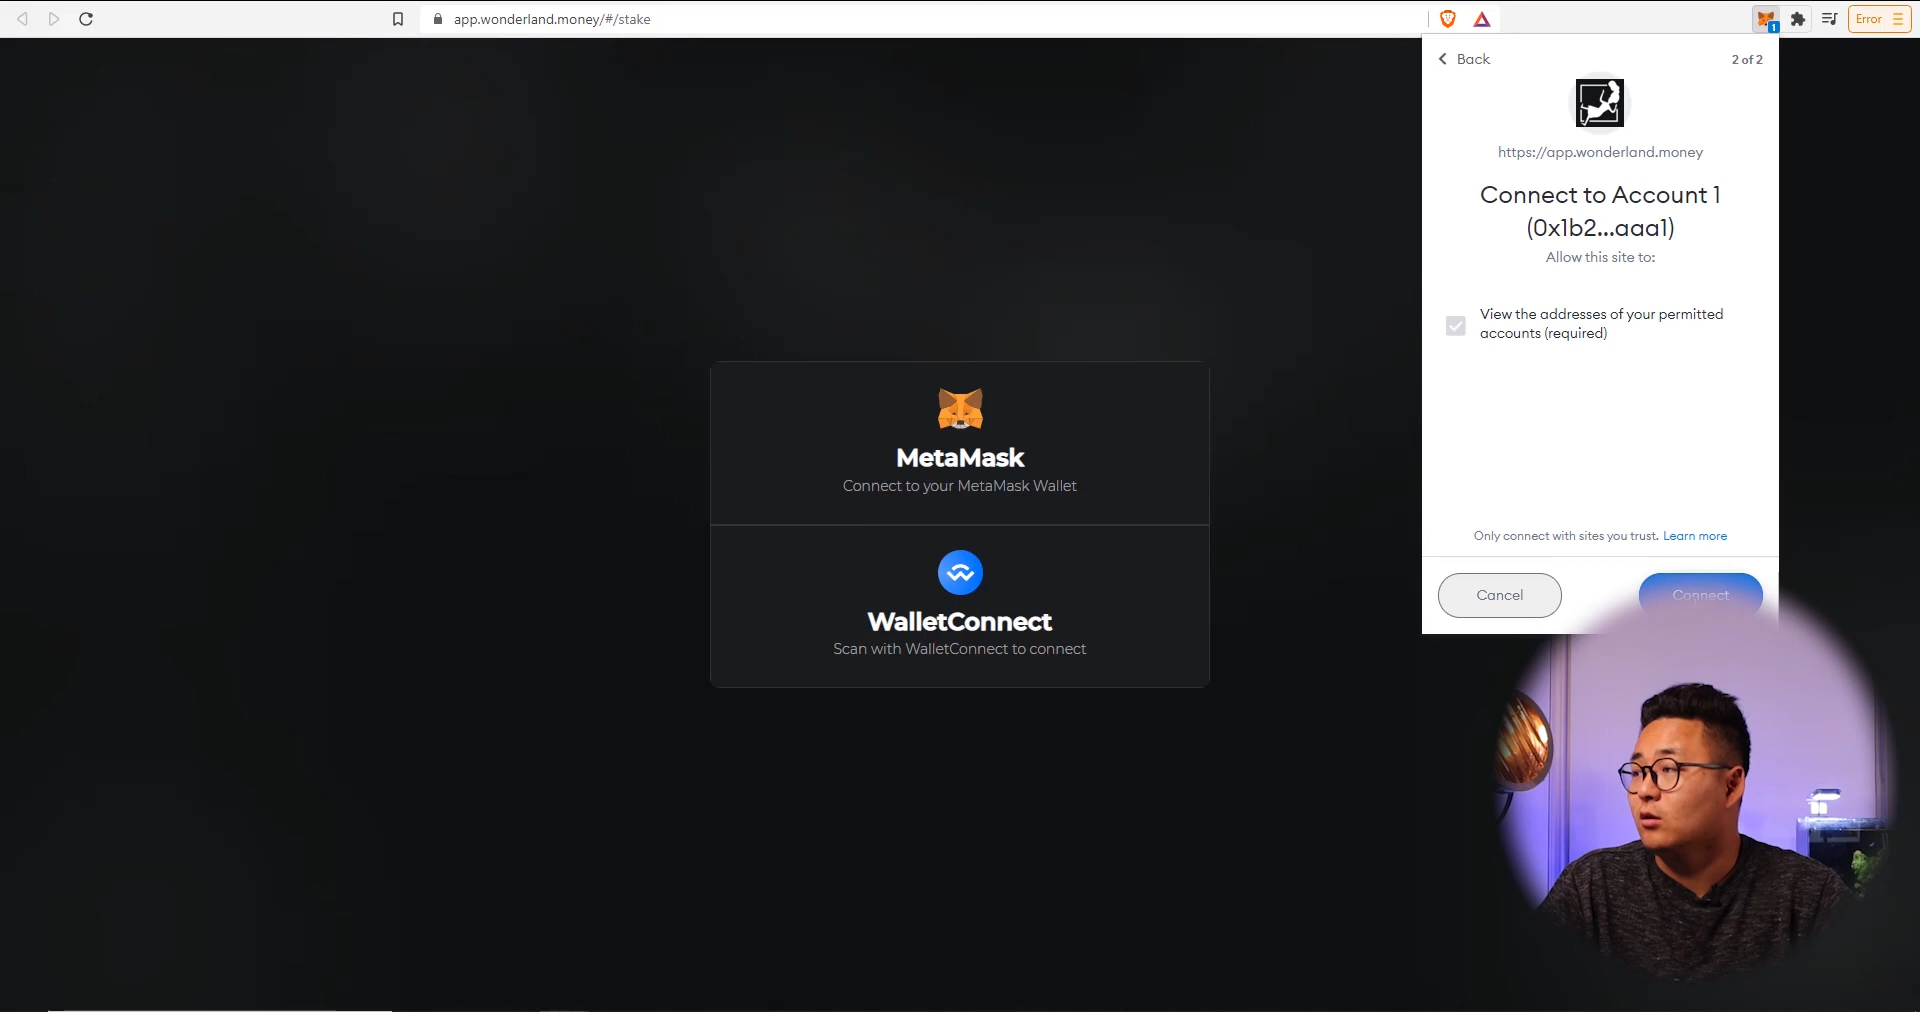 app.wonderland.money/#/stake
1
Error
Back
2 of 2
https://app.wonderland.money
Connect to Account 1
(0x1b2...aaa1)
Allow this site to:
View the addresses of your permitted
accounts (required)
Only connect with sites you trust. Learn more
Cancel
Connect
MetaMask
Connect to your MetaMask Wallet
WalletConnect
Scan with WalletConnect to connect